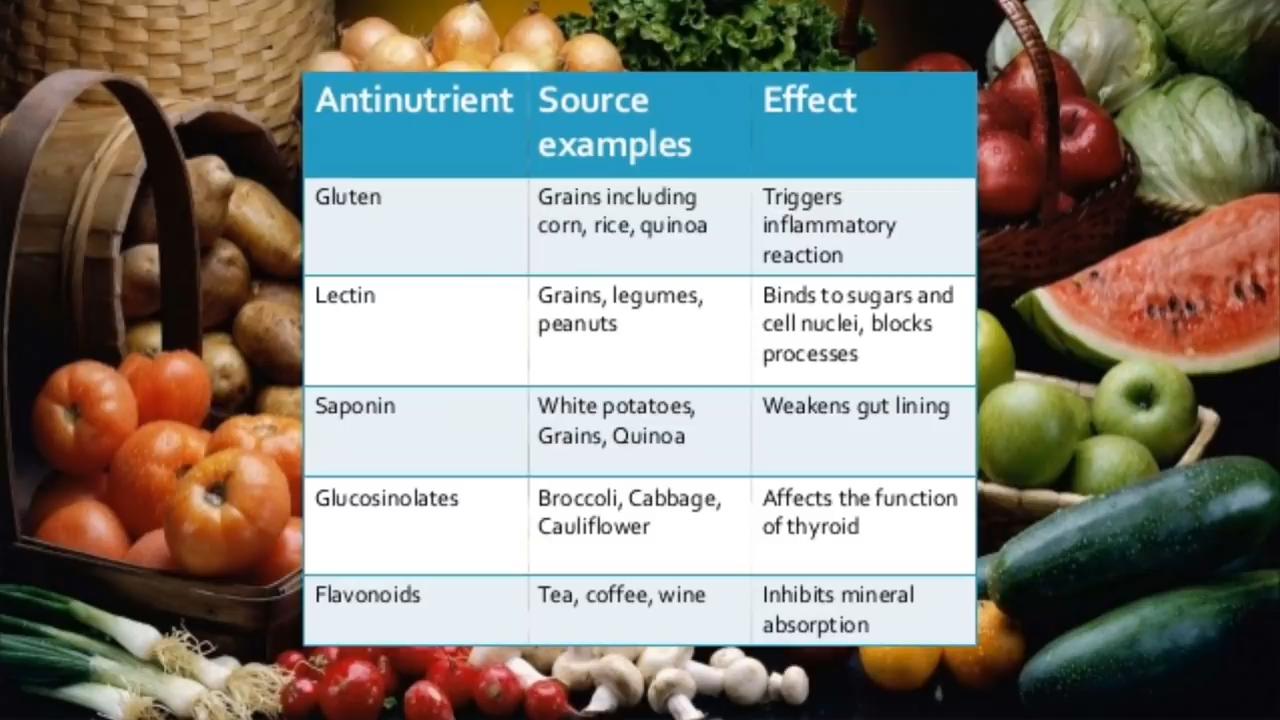 Antinutrient Source examples Effect
Gluten
Grains including
corn, rice, quinoa
Triggers
inflammatory
reaction
Lectin
Grains, legumes,
peanuts
Binds to sugars and
cell nuclei, blocks
processes
Saponin
White potatoes,
Grains, Quinoa
Weakens gut lining
Glucosinolates
Broccoli, Cabbage,
Cauliflower
Affects the function
of thyroid
Flavonoids
Tea, coffee, wine
Inhibits mineral
absorption